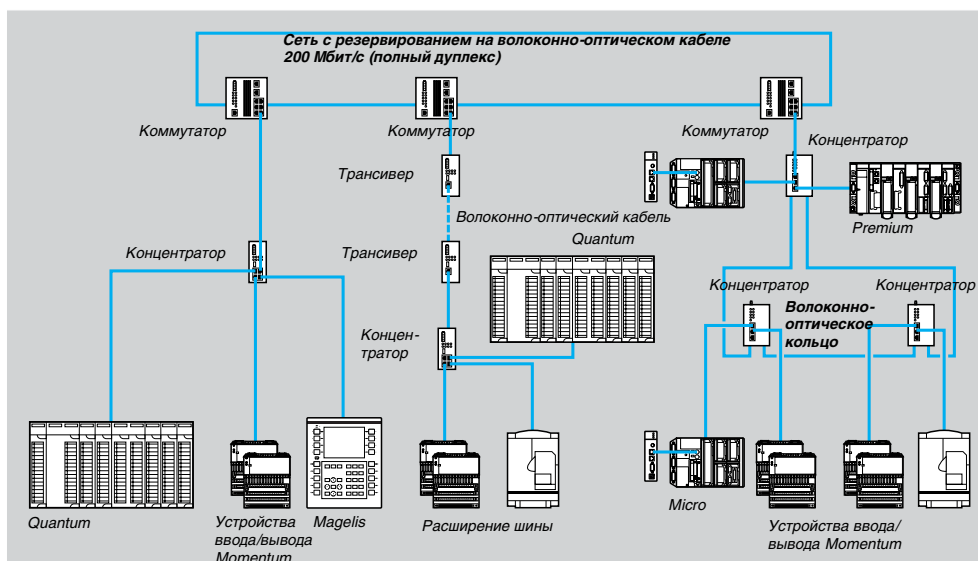 Сеть с резервированием на волоконно-оптическом кабеле
200 Мбит/с (полный дуплекс)
Коммутатор
Коммутатор
Коммутатор
Концентратор
Трансивер
Волоконно-оптический кабель
Quantum
Premium
Концентратор
Трансивер
Концентратор
Концентратор
Волоконно-
оптическое
кольцо
Концен-
тратор
Quantum
Устройства
ввода/вывода
Momentum
Magelis
Расширение шины
Micro
Устройства ввода/
вывода Momentum